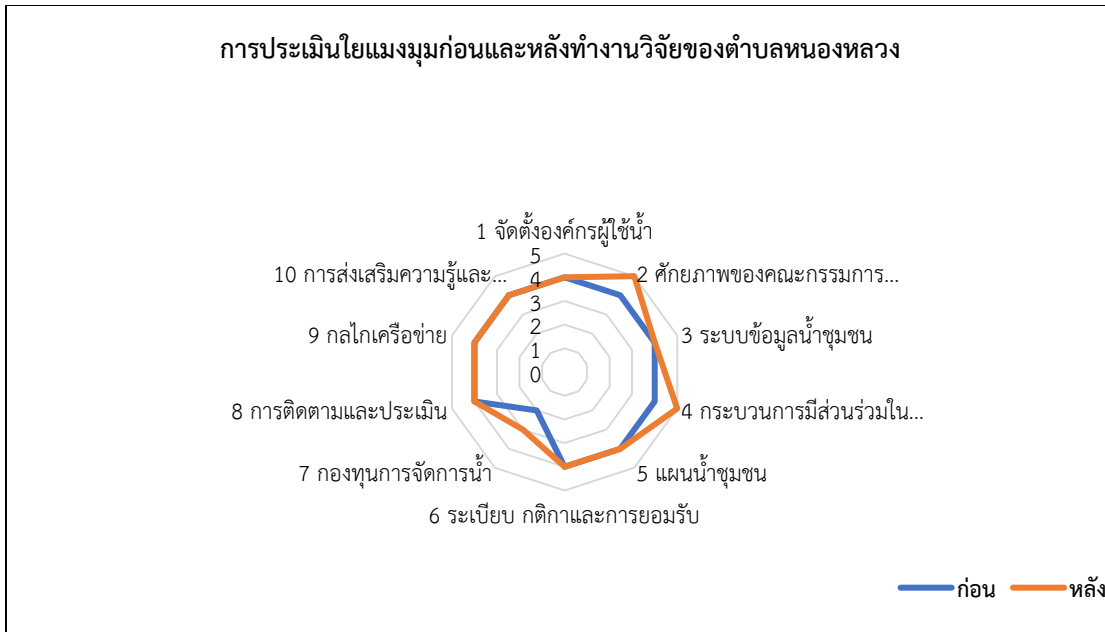 การประเมินใยแมงมุมก่อนและหลังทำงานวิจัยของตำบลหนองหลวง
1 จัดตั้งองค์กรผู้ใช้น้ำ
2 ศักยภาพของคณะกรรมการ...
3 ระบบข้อมูลน้ำชุมชน
4 กระบวนการมีส่วนร่วมใน...
5 แผนน้ำชุมชน
6 ระเบียบ กติกาและการยอมรับ
7 กองทุนการจัดการน้ำ
8 การติดตามและประเมิน
9 กลไกเครือข่าย
10 การส่งเสริมความรู้และ...
5
4
3
2
1
0
ก่อน
หลัง